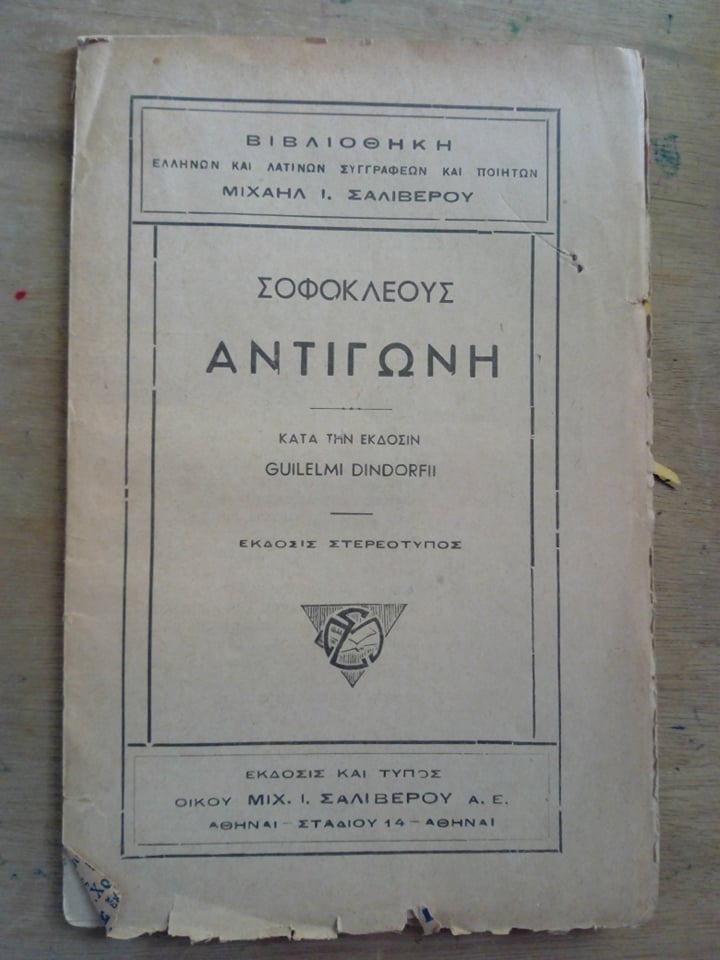 ΒΙΒΛΙΟΘΗΚΗ
ΕΛΛΗΝΩΝ ΚΑΙ ΛΑΤΙΝΩΝ ΣΥΓΓΡΑΦΕΩΝ ΚΑΙ ΠΟΙΗΤΩΝ
ΜΙΧΑΗΛ Ι. ΣΑΛΙΒΕΡΟΥ
ΣΟΦΟΚΛΕΟΥΣ
ΑΝΤΙΓΩΝΗ
ΚΑΤΑ ΤΗΝ ΕΚΔΟΣΙΝ
GUILELMI DINDORFII
ΕΚΔΟΣΙΣ ΣΤΕΡΕΟΤΥΠΟΣ
ΕΚΔΟΣΙΣ ΚΑΙ ΤΥΠΟΣ
ΟΙΚΟΥ ΜΙΧ. Ι. ΣΑΛΙΒΕΡΟΥ Α. Ε.
ΑΘΗΝΑΙ – ΣΤΑΔΙΟΥ 14 – ΑΘΗΝΑΙ